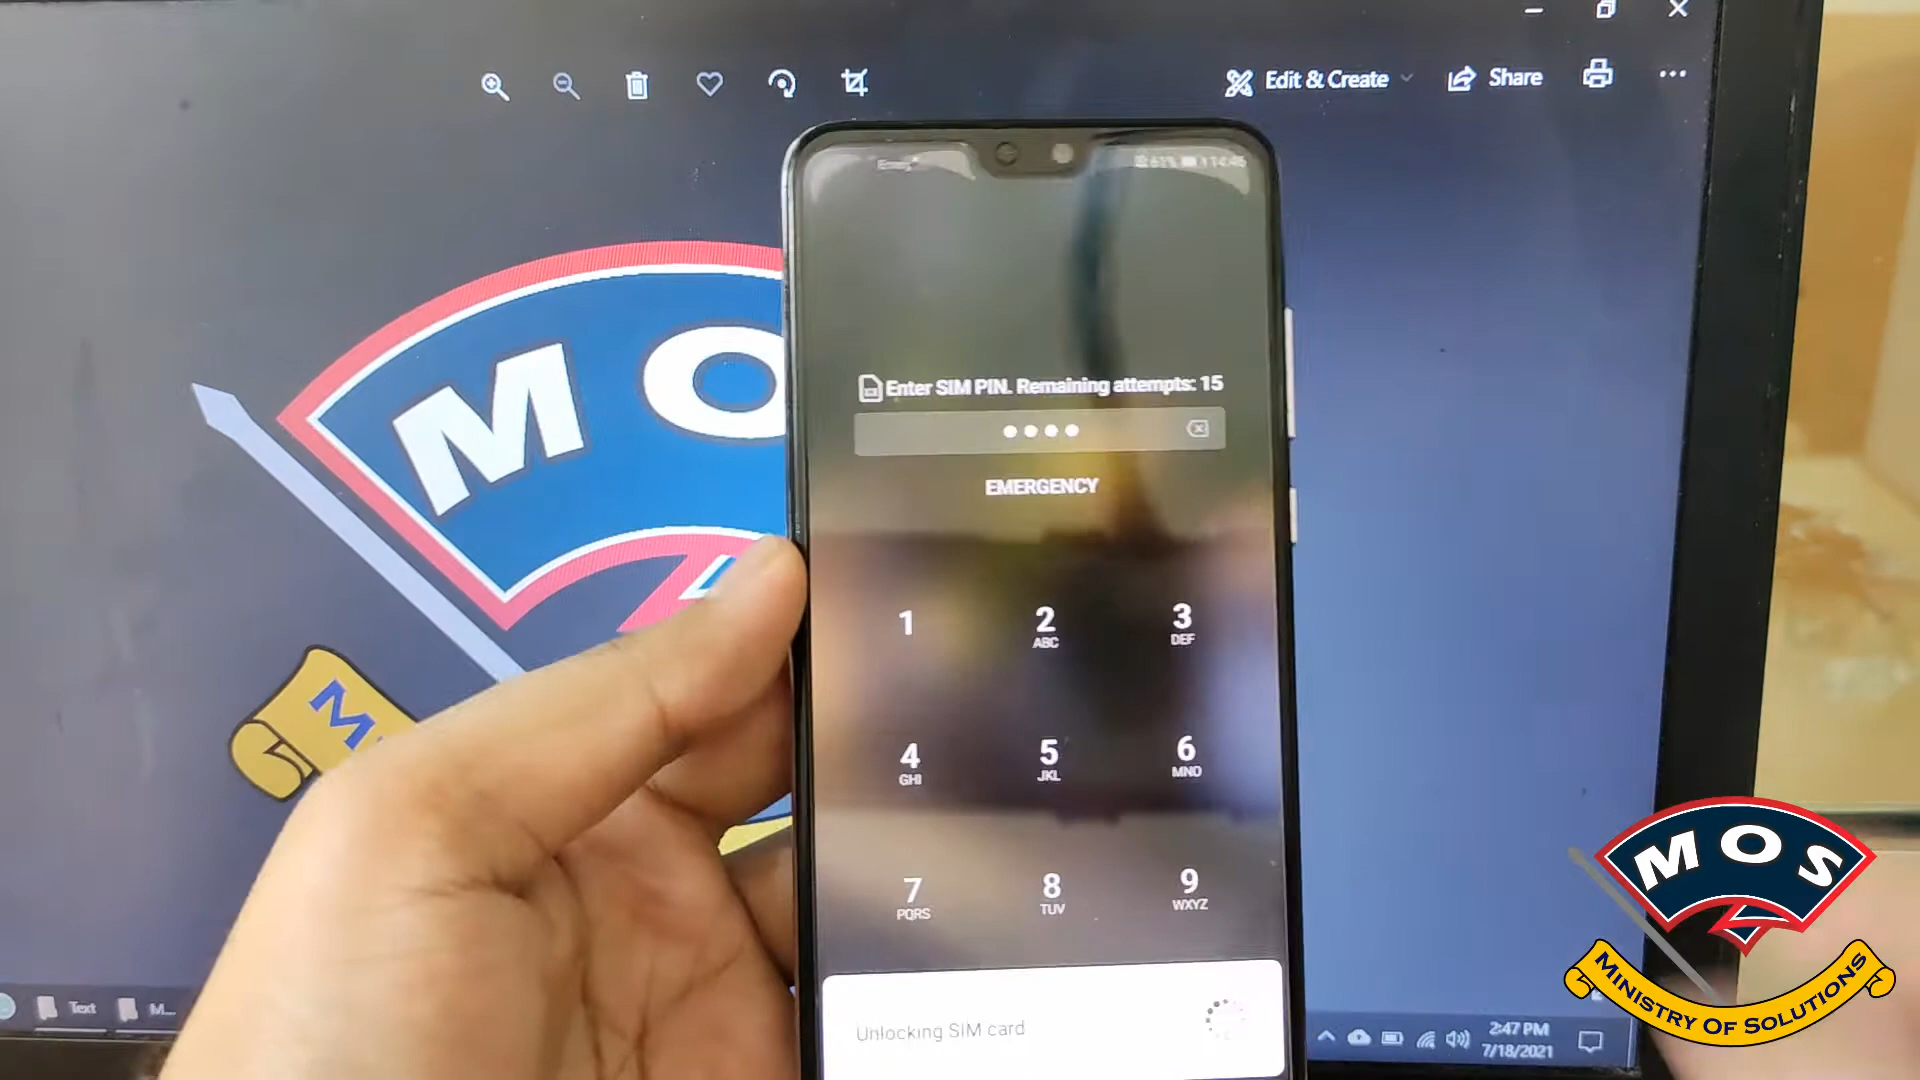 Edit & Create
Share
61%
MO
Enter SIM PIN. Remaining attempts: 15
EMERGENCY
1
2
ABC
3
DEF
4
GHI
5
JKL
6
MNO
7
PQRS
8
TUV
9
WXYZ
Unlocking SIM card
M
Text
M...
2:47 PM
7/18/2021
MOS
MINISTRY OF SOLUTIONS